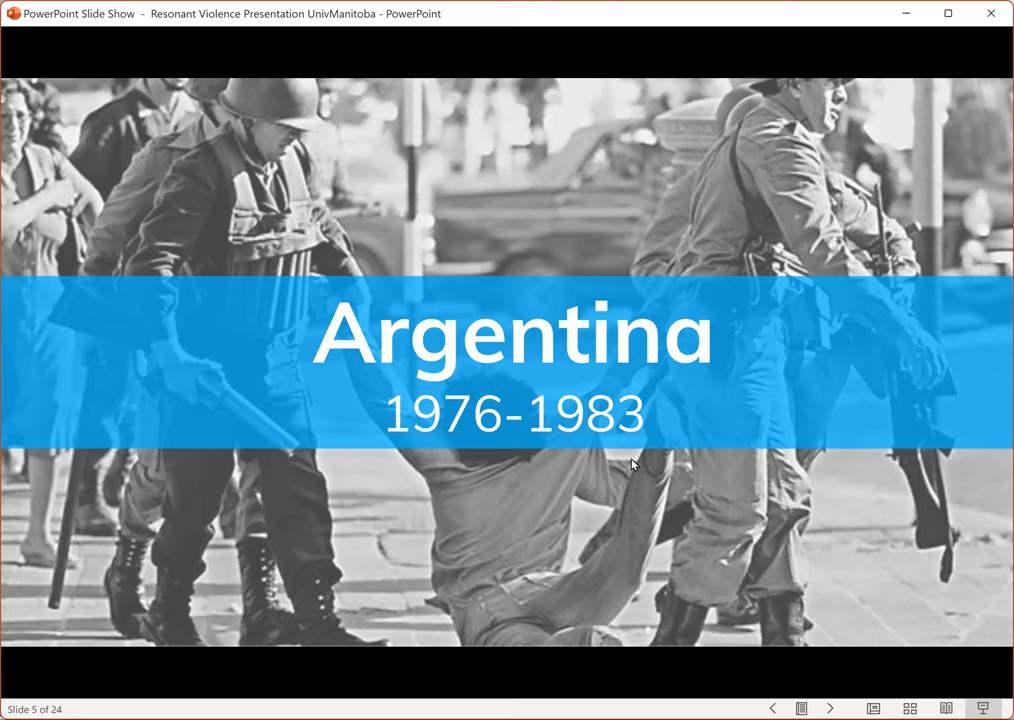 PowerPoint Slide Show - Resonant Violence Presentation UnivManitoba - PowerPoint
Argentina
1976-1983
Slide 5 of 24